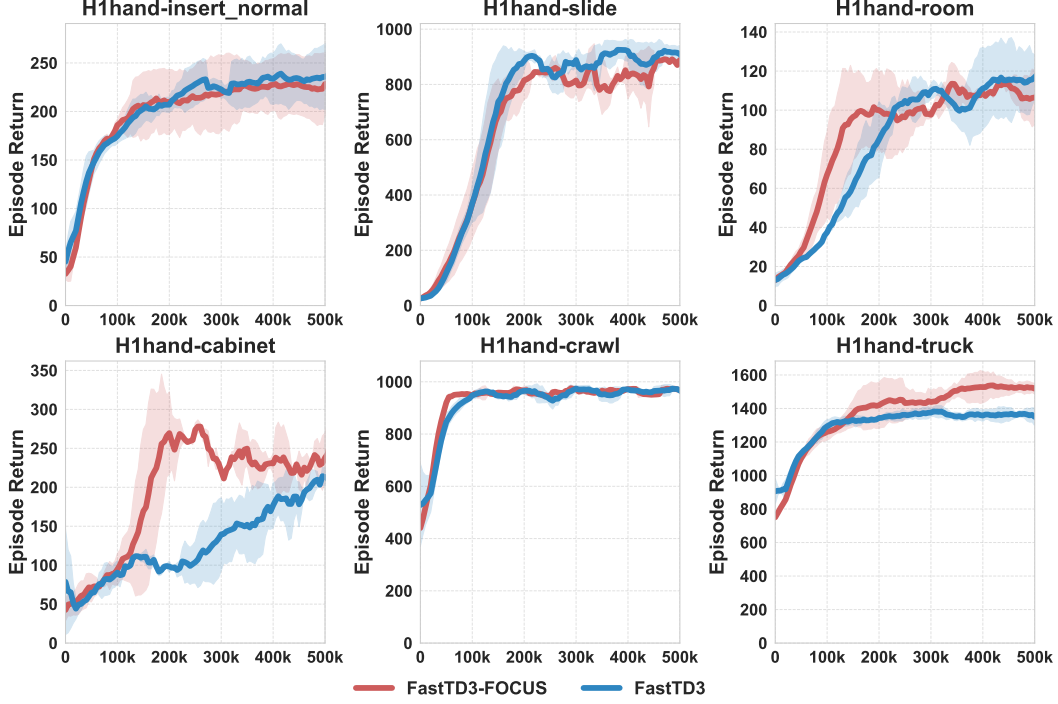 H1hand-insert_normal
H1hand-slide
H1hand-room
Episode Return
250
200
150
100
50
0
0 100k 200k 300k 400k 500k
Episode Return
1000
800
600
400
200
0
0 100k 200k 300k 400k 500k
Episode Return
140
120
100
80
60
40
20
0
0 100k 200k 300k 400k 500k
H1hand-cabinet
H1hand-crawl
H1hand-truck
Episode Return
350
300
250
200
150
100
50
0
0 100k 200k 300k 400k 500k
Episode Return
1000
800
600
400
200
0
0 100k 200k 300k 400k 500k
Episode Return
1600
1400
1200
1000
800
600
400
200
0
0 100k 200k 300k 400k 500k
FastTD3-FOCUS
FastTD3